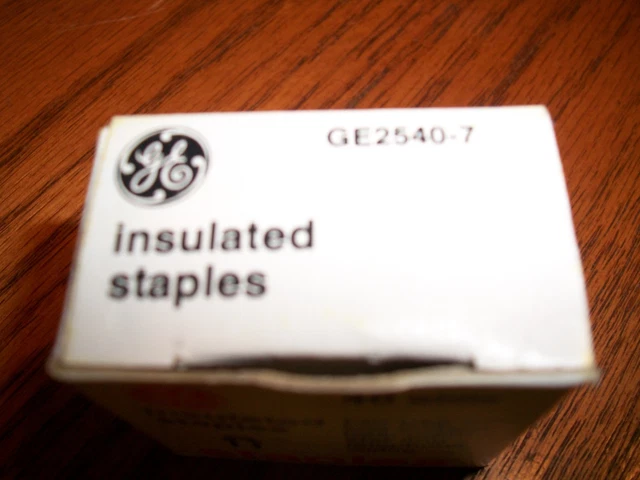 GE
GE2540-7
insulated
staples